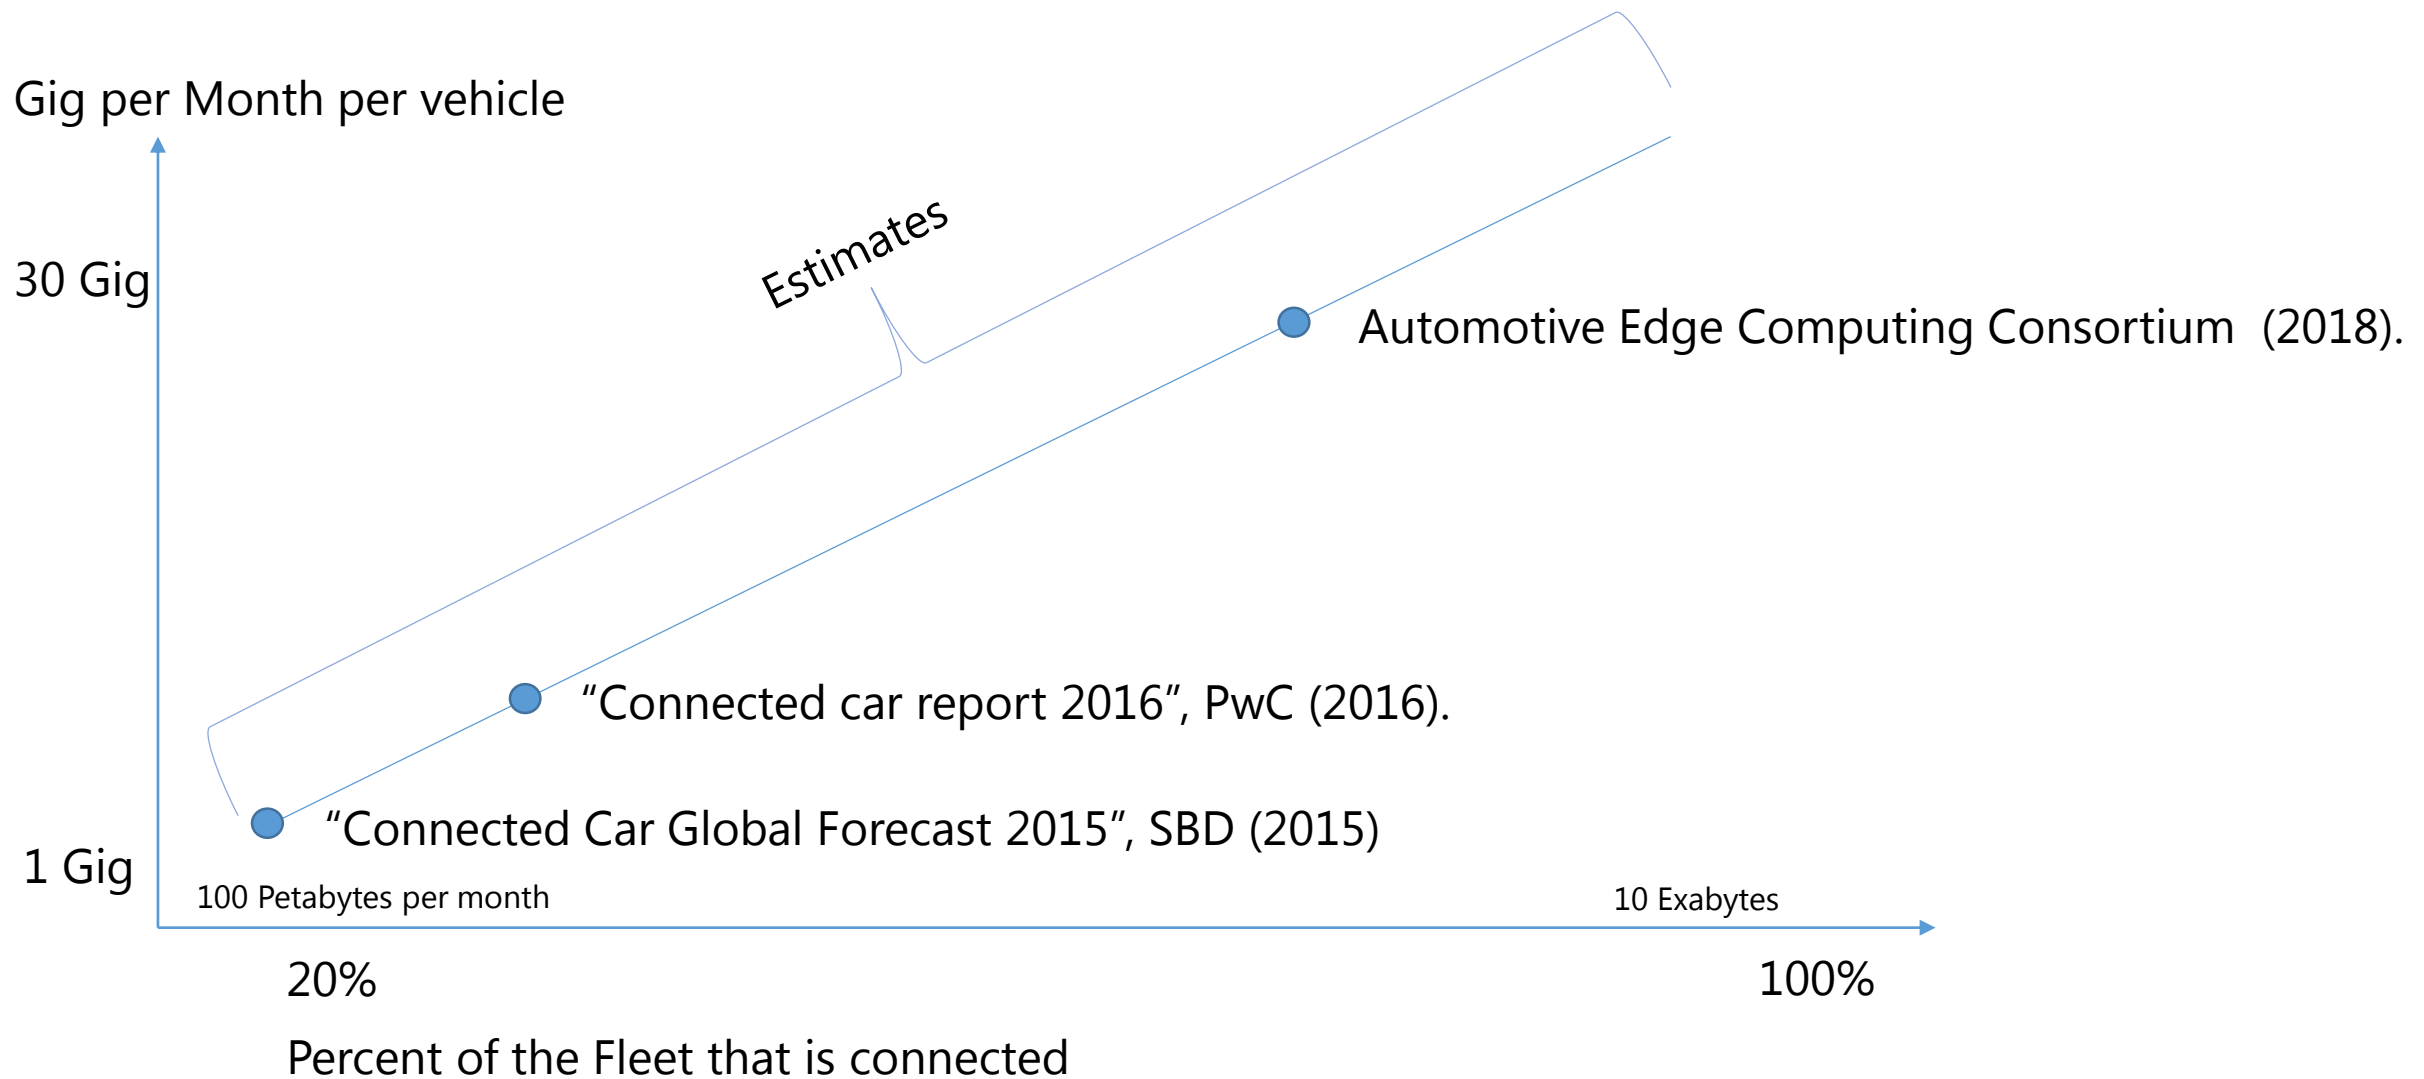 Gig per Month per vehicle
Estimates
30 Gig
Automotive Edge Computing Consortium  (2018).
“Connected car report 2016”, PwC (2016).
“Connected Car Global Forecast 2015”, SBD (2015)
1 Gig
100 Petabytes per month
10 Exabytes
20%
100%
Percent of the Fleet that is connected